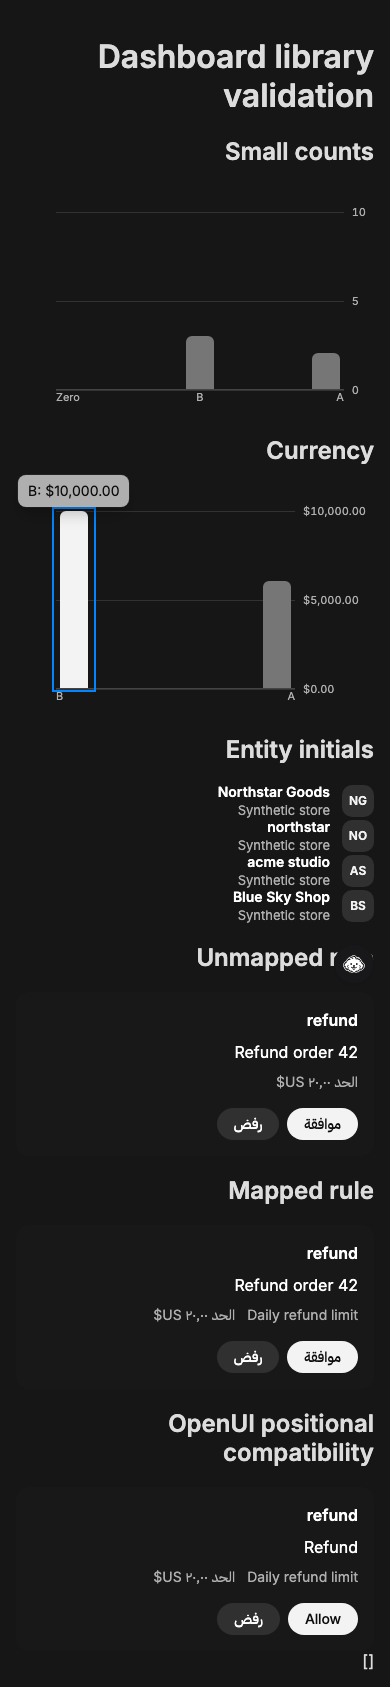 Dashboard library
validation
Small counts
10
5
0
A
B
Zero
Currency
B: $10,000.00
$10,000.00
$5,000.00
$0.00
A
B
Entity initials
NG
Northstar Goods
Synthetic store
NO
northstar
Synthetic store
AS
acme studio
Synthetic store
BS
Blue Sky Shop
Synthetic store
Unmapped
refund
Refund order 42
الحد ٢٠,٠٠ US$
موافقة
رفض
Mapped rule
refund
Refund order 42
Daily refund limit الحد ٢٠,٠٠ US$
موافقة
رفض
OpenUI positional
compatibility
refund
Refund
Daily refund limit الحد ٢٠,٠٠ US$
Allow
رفض
[]